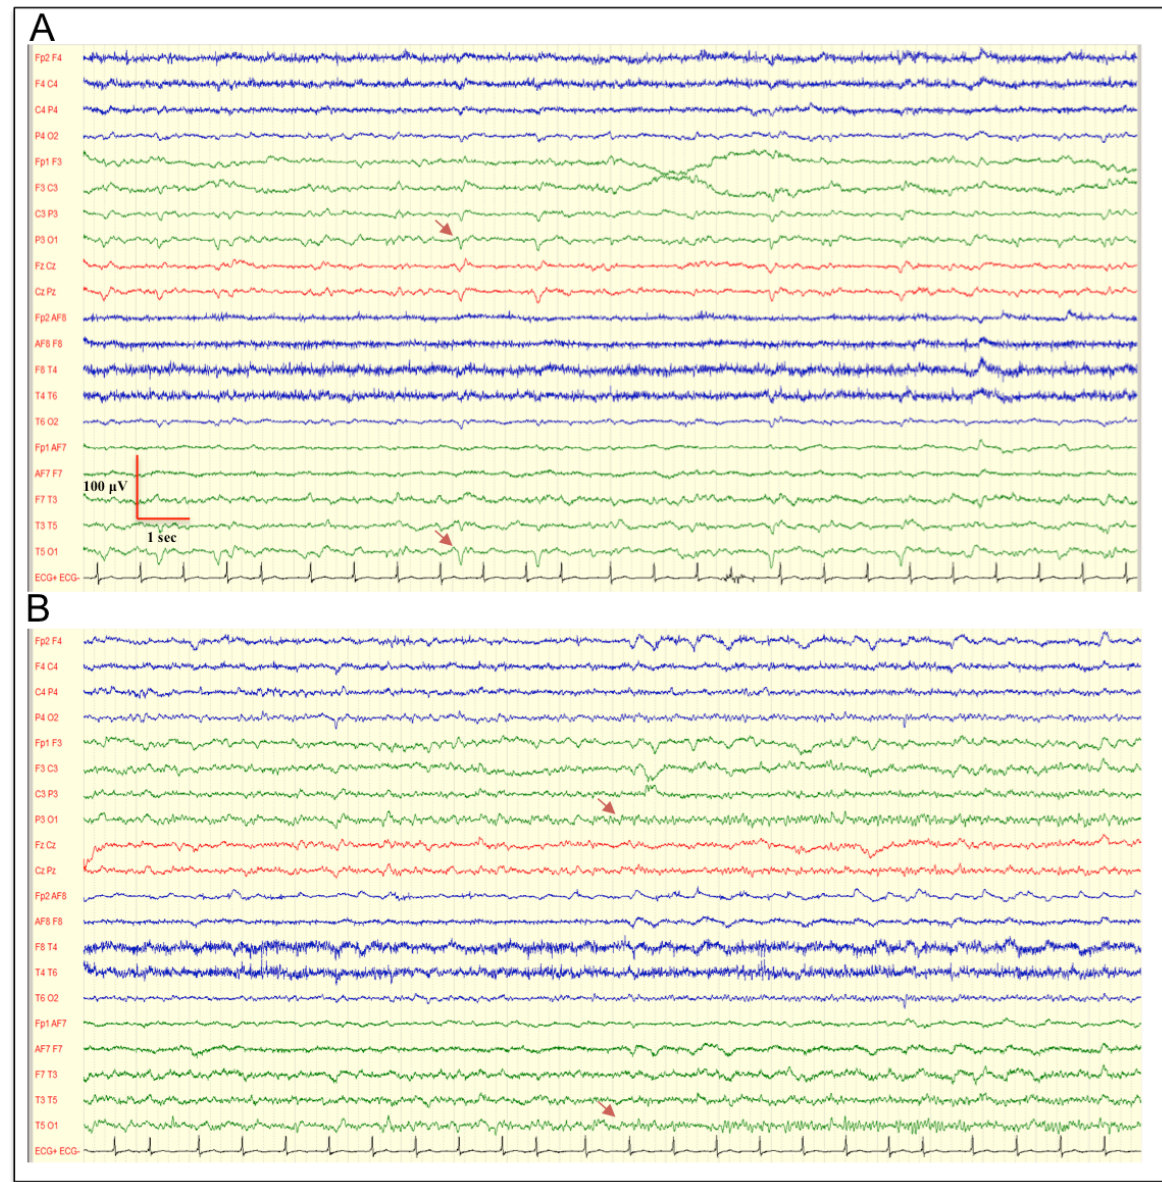 A
Fp2 F4
F4 C4
C4 P4
P4 O2
Fp1 F3
F3 C3
C3 P3
P3 O1
Fz Cz
Cz Pz
Fp2 AF8
AF8 F8
F8 T4
T4 T6
T6 O2
Fp1 AF7
AF7 F7
100 µV
F7 T3
T3 T5
1 sec
T5 O1
ECG+ ECG-
B
Fp2 F4
F4 C4
C4 P4
P4 O2
Fp1 F3
F3 C3
C3 P3
P3 O1
Fz Cz
Cz Pz
Fp2 AF8
AF8 F8
F8 T4
T4 T6
T6 O2
Fp1 AF7
AF7 F7
F7 T3
T3 T5
T5 O1
ECG+ ECG-